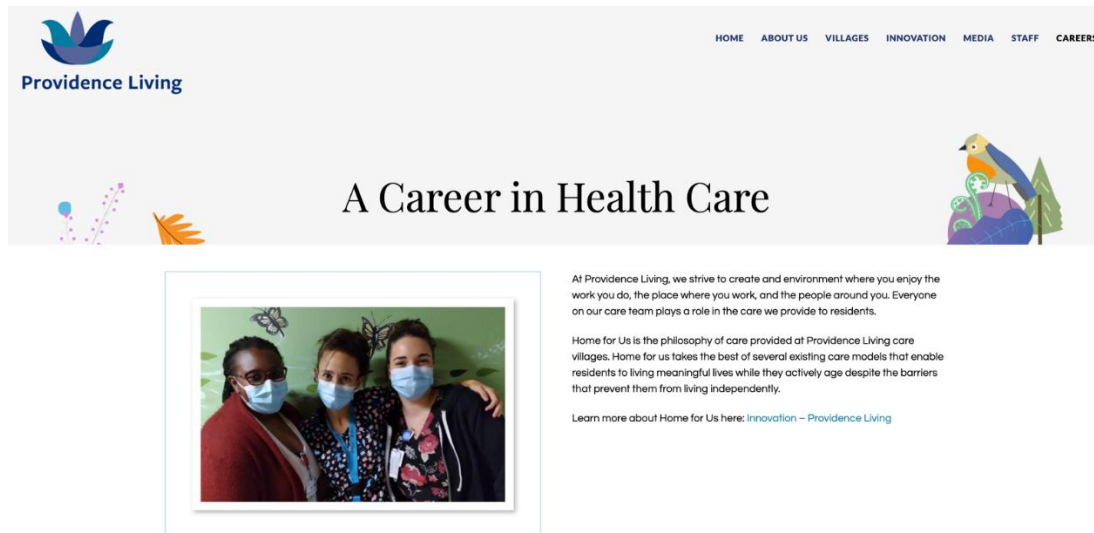 Providence Living
HOME ABOUT US VILLAGES INNOVATION MEDIA STAFF CAREERS
A Career in Health Care
At Providence Living, we strive to create and environment where you enjoy the
work you do, the place where you work, and the people around you. Everyone
on our care team plays a role in the care we provide to residents.
Home for Us is the philosophy of care provided at Providence Living care
villages. Home for us takes the best of several existing care models that enable
residents to living meaningful lives while they actively age despite the barriers
that prevent them from living independently.
Learn more about Home for Us here: Innovation – Providence Living